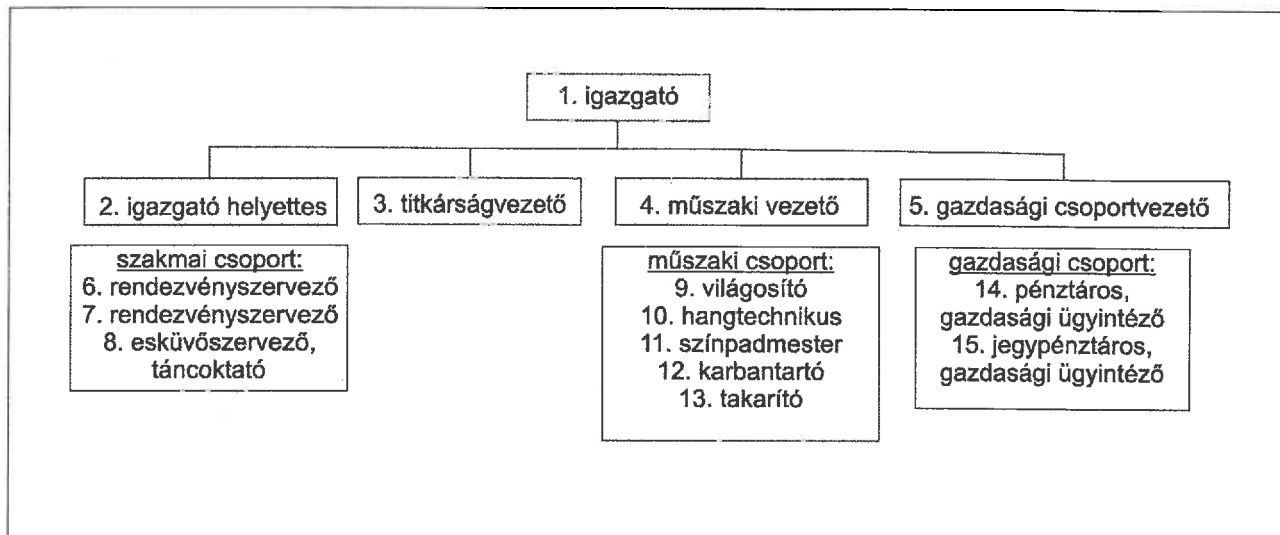 1. igazgató
2. igazgató helyettes
3. titkárságvezető
4. műszaki vezető
5. gazdasági csoportvezető
szakmai csoport:
6. rendezvényszervező
7. rendezvényszervező
8. esküvőszervező,
táncoktató
műszaki csoport:
9. világosító
10. hangtechnikus
11. színpadmester
12. karbantartó
13. takarító
gazdasági csoport:
14. pénztáros,
gazdasági ügyintéző
15. jegypénztáros,
gazdasági ügyintéző